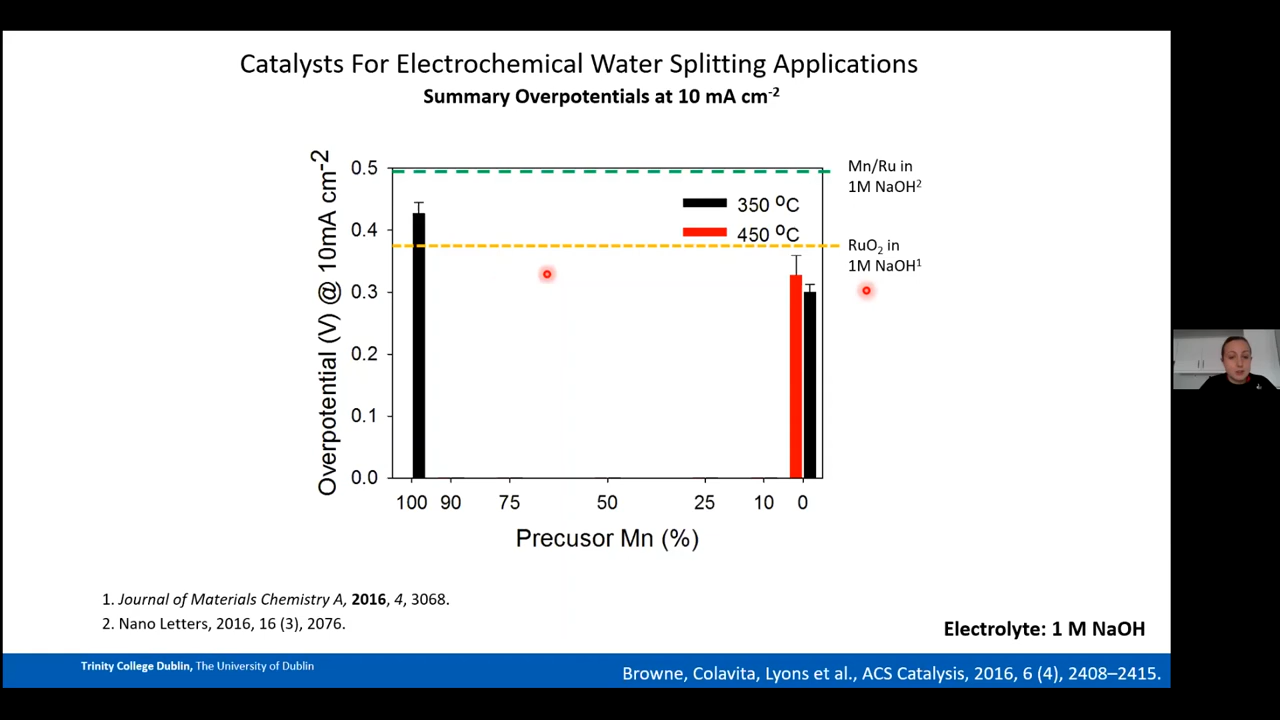 Catalysts For Electrochemical Water Splitting Applications
Summary Overpotentials at 10 mA cm-2
Overpotential (V) @ 10mA cm-2
0.5
0.4
0.3
0.2
0.1
0.0
350 ºC
450 ºC
Mn/Ru in
1M NaOH2
RuO2 in
1M NaOH1
100 90 75 50 25 10 0
Precusor Mn (%)
1. Journal of Materials Chemistry A, 2016, 4, 3068.
2. Nano Letters, 2016, 16 (3), 2076.
Electrolyte: 1 M NaOH
Trinity College Dublin, The University of Dublin
Browne, Colavita, Lyons et al., ACS Catalysis, 2016, 6 (4), 2408–2415.